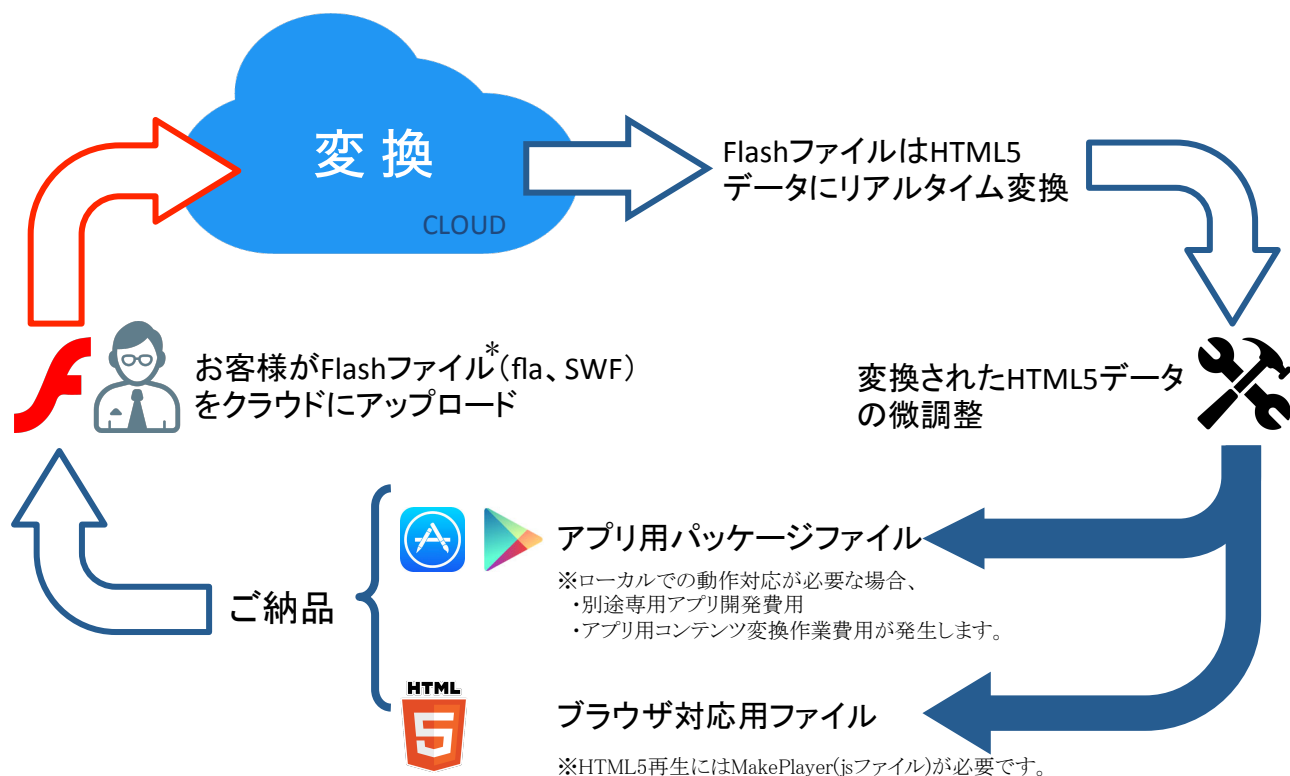 変換
CLOUD
FlashファイルはHTML5
データにリアルタイム変換
お客様がFlashファイル*(fla、SWF)
をクラウドにアップロード
変換されたHTML5データ
の微調整
アプリ用パッケージファイル
※ローカルでの動作対応が必要な場合、
・別途専用アプリ開発費用
・アプリ用コンテンツ変換作業費用が発生します。
ご納品
HTML
5
ブラウザ対応用ファイル
※HTML5再生にはMakePlayer(jsファイル)が必要です。